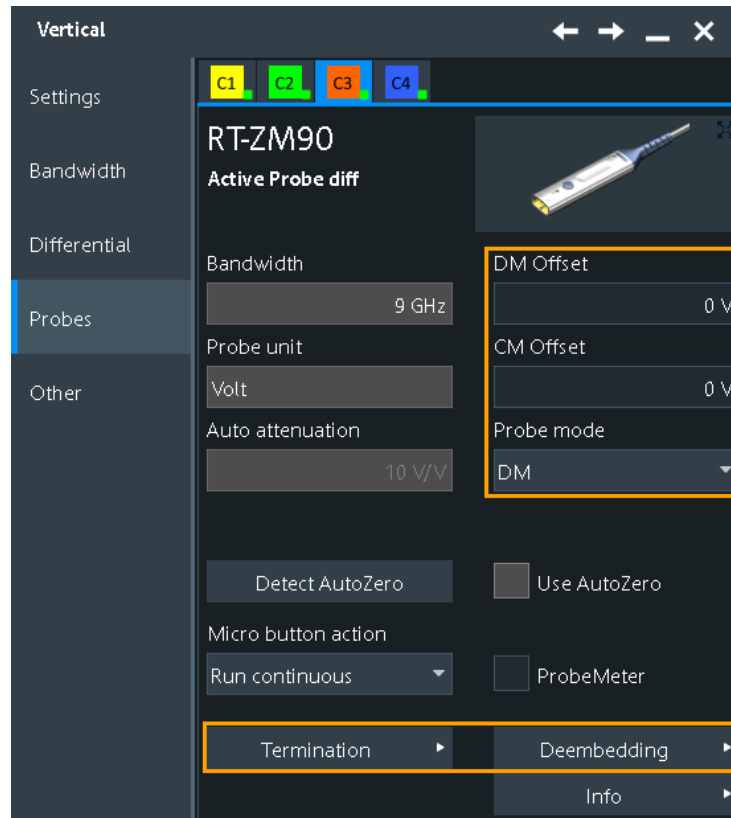 Vertical
Settings
Bandwidth
Differential
Probes
Other
C1 C2 C3 C4
RT-ZM90
Active Probe diff
Bandwidth
9 GHz
Probe unit
Volt
Auto attenuation
10 V/V
DM Offset
0 V
CM Offset
0 V
Probe mode
DM
Detect AutoZero
Use AutoZero
Micro button action
Run continuous
ProbeMeter
Termination
Deembedding
Info